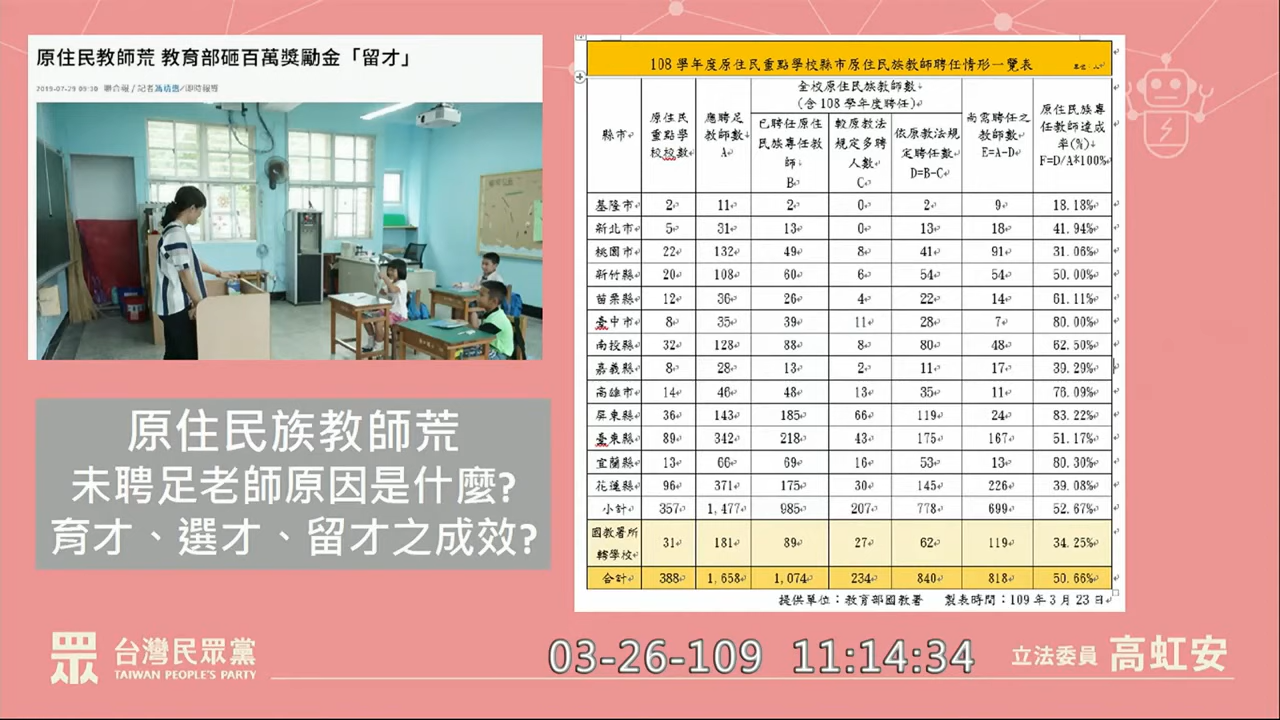 原住民教師荒 教育部砸百萬獎勵金「留才」
2019-07-29 09:30 聯合報／記者馮靖惠／即時報導
原住民族教師荒
未聘足老師原因是什麼?
育才、選才、留才之成效?
108 學年度原住民重點學校縣市原住民族教師聘任情形一覽表 單位：人
縣市 原住民重點學校校數 應聘足教師數 A 全校原住民族教師數(含 108 學年度聘任) 已聘任原住民族專任教師 B 較原教法規定多聘人數 C 依原教法規定聘任數 D=B-C 尚需聘任之教師數 E=A-D 原住民族專任教師達成率(%) F=D/A*100%
基隆市 2 11 2 0 2 9 18.18%
新北市 5 31 13 0 13 18 41.94%
桃園市 22 132 49 8 41 91 31.06%
新竹縣 20 108 60 6 54 54 50.00%
苗栗縣 12 36 26 4 22 14 61.11%
臺中市 8 35 39 11 28 7 80.00%
南投縣 32 128 88 8 80 48 62.50%
嘉義縣 8 28 13 2 11 17 39.29%
高雄市 14 46 48 13 35 11 76.09%
屏東縣 36 143 185 66 119 24 83.22%
臺東縣 89 342 218 43 175 167 51.17%
宜蘭縣 13 66 69 16 53 13 80.30%
花蓮縣 96 371 175 30 145 226 39.08%
小計 357 1,477 985 207 778 699 52.67%
國教署所轄學校 31 181 89 27 62 119 34.25%
合計 388 1,658 1,074 234 840 818 50.66%
提供單位：教育部國教署 製表時間：109 年 3 月 23 日
眾 台灣民眾黨
TAIWAN PEOPLE'S PARTY
03-26-109 11:14:34
立法委員 高虹安